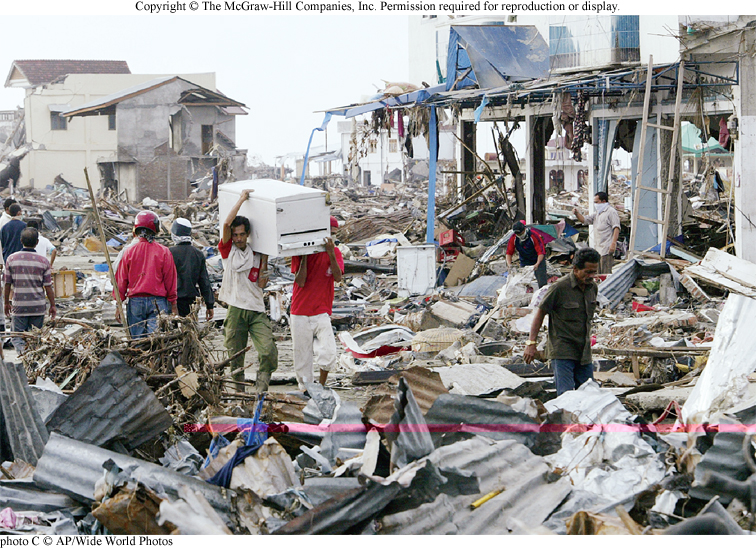 Copyright © The McGraw-Hill Companies, Inc. Permission required for reproduction or display.
photo C © AP/Wide World Photos